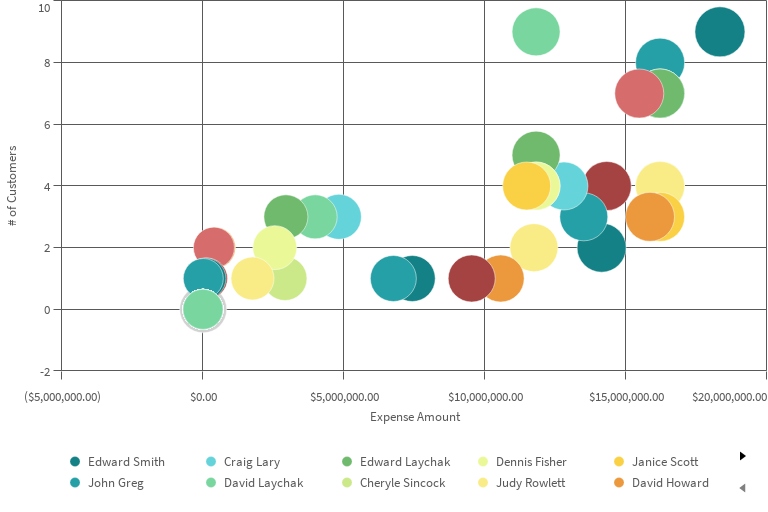 10
8
6
4
2
0
-2
# of Customers
($5,000,000.00) $0.00 $5,000,000.00 $10,000,000.00 $15,000,000.00 $20,000,000.00
Expense Amount
Edward Smith Craig Lary Edward Laychak Dennis Fisher Janice Scott
John Greg David Laychak Cheryle Sincock Judy Rowlett David Howard